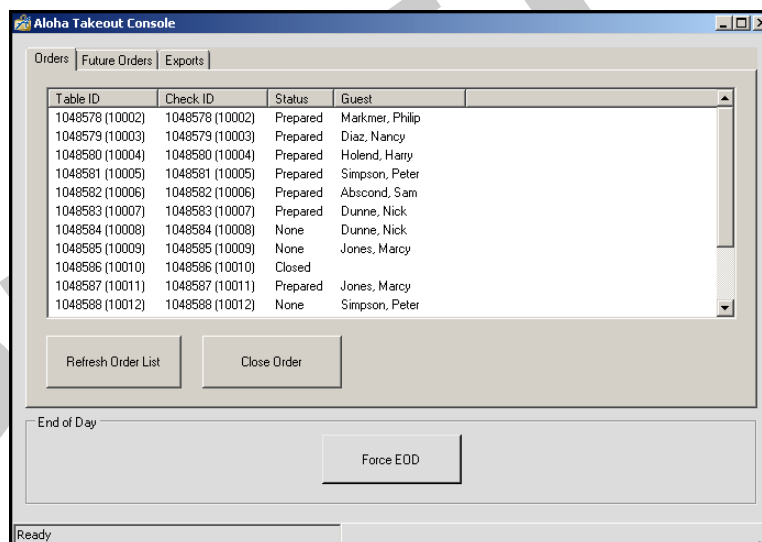 Aloha Takeout Console
Orders Future Orders Exports
Table ID Check ID Status Guest
1048578 (10002) 1048578 (10002) Prepared Markmer, Philip
1048579 (10003) 1048579 (10003) Prepared Diaz, Nancy
1048580 (10004) 1048580 (10004) Prepared Holend, Harry
1048581 (10005) 1048581 (10005) Prepared Simpson, Peter
1048582 (10006) 1048582 (10006) Prepared Abscond, Sam
1048583 (10007) 1048583 (10007) Prepared Dunne, Nick
1048584 (10008) 1048584 (10008) None Dunne, Nick
1048585 (10009) 1048585 (10009) None Jones, Marcy
1048586 (10010) 1048586 (10010) Closed
1048587 (10011) 1048587 (10011) Prepared Jones, Marcy
1048588 (10012) 1048588 (10012) None Simpson, Peter
Refresh Order List Close Order
End of Day
Force EOD
Ready